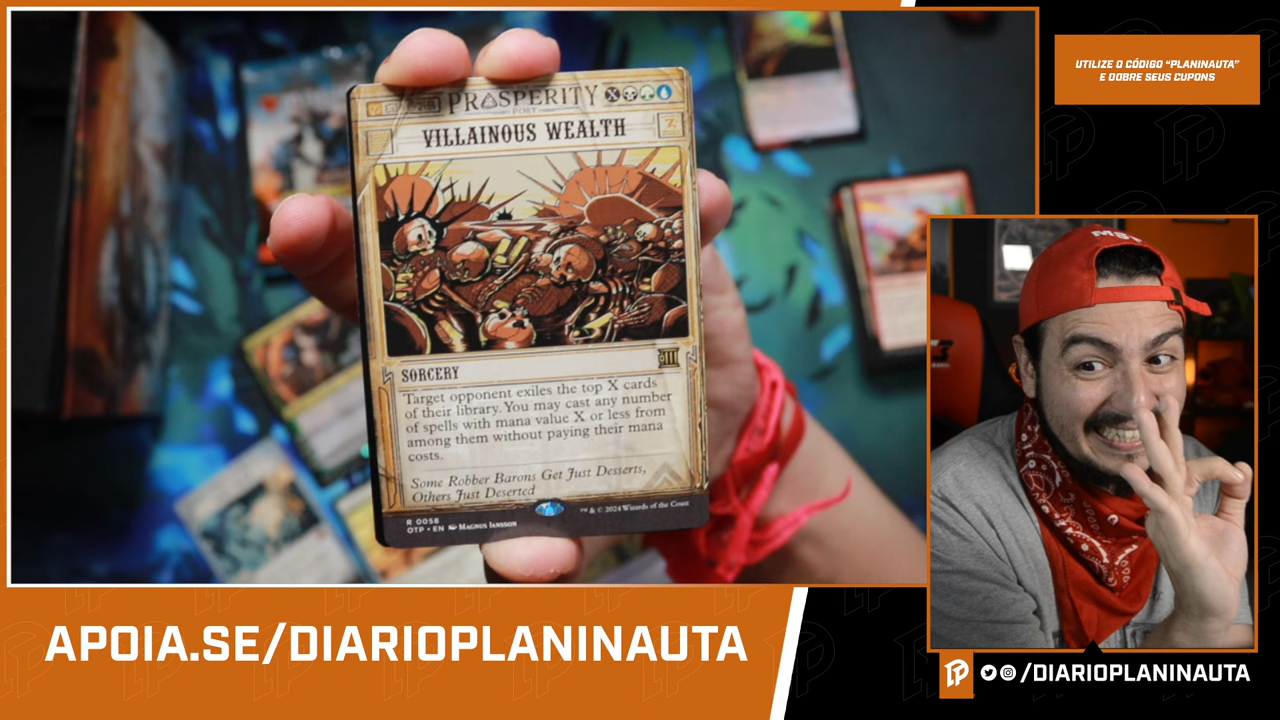 UTILIZE O CÓDIGO “PLANINAUTA”
E DOBRE SEUS CUPONS
PROSPERITY
POST
X
VILLAINOUS WEALTH
SORCERY
Target opponent exiles the top X cards
of their library. You may cast any number
of spells with mana value X or less from
among them without paying their mana
costs.
Some Robber Barons Get Just Desserts,
Others Just Deserted
R 0058
OTP • EN MAGNUS JANSSON
™ & © 2024 Wizards of the Coast
APOIA.SE/DIARIOPLANINAUTA
/DIARIOPLANINAUTA